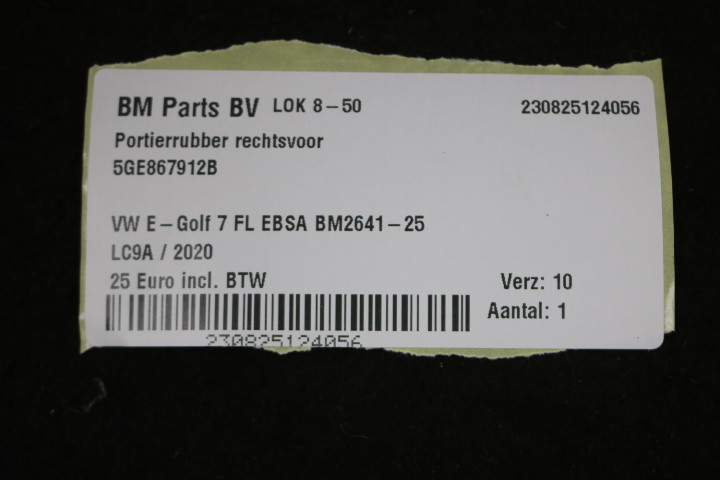 BM Parts BV LOK 8-50 230825124056
Portierrubber rechtsvoor
5GE867912B
VW E-Golf 7 FL EBSA BM2641-25
LC9A / 2020
25 Euro incl. BTW Verz: 10
Aantal: 1
230825124056